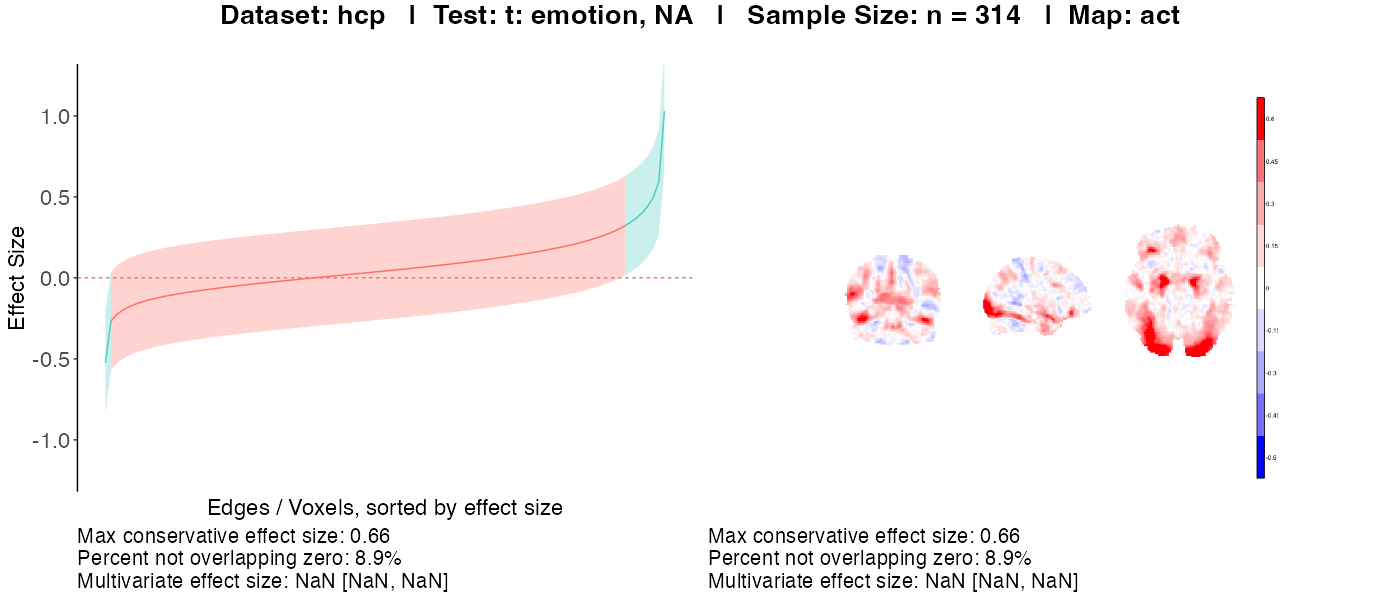 Dataset: hcp | Test: t: emotion, NA | Sample Size: n = 314 | Map: act
Effect Size
1.0
0.5
0.0
-0.5
-1.0
Edges / Voxels, sorted by effect size
Max conservative effect size: 0.66
Percent not overlapping zero: 8.9%
Multivariate effect size: NaN [NaN, NaN]
0.6
0.45
0.3
0.15
0
-0.3
-0.6
Max conservative effect size: 0.66
Percent not overlapping zero: 8.9%
Multivariate effect size: NaN [NaN, NaN]